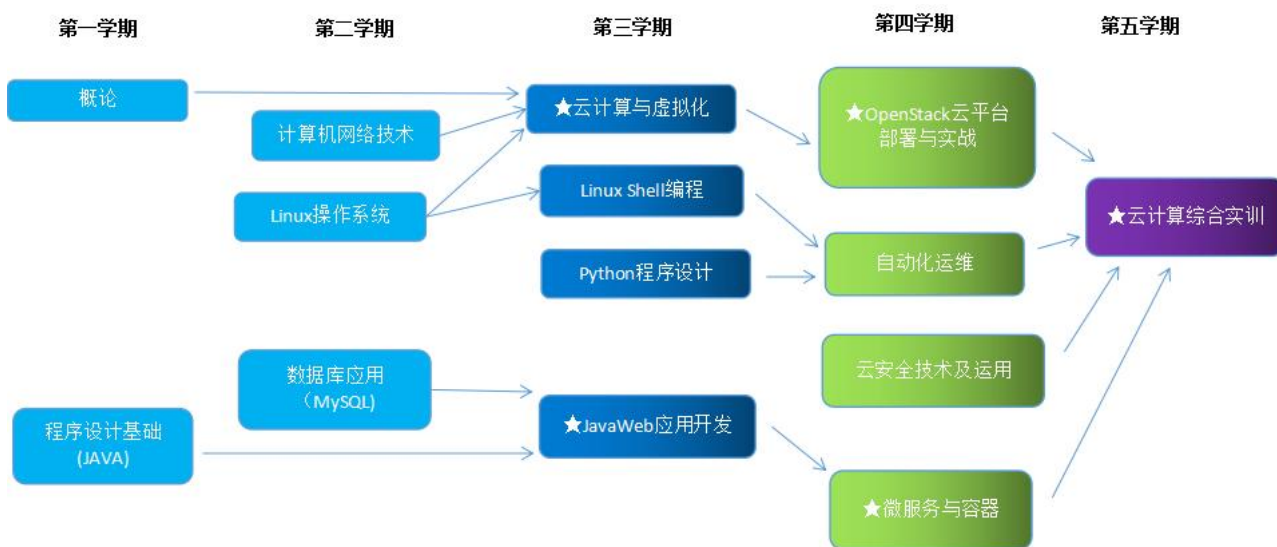 第一学期
第二学期
第三学期
第四学期
第五学期
概论
计算机网络技术
Linux操作系统
★云计算与虚拟化
Linux Shell编程
Python程序设计
★OpenStack云平台
部署与实战
自动化运维
★云计算综合实训
云安全技术及运用
数据库应用
（MySQL)
程序设计基础
(JAVA)
★JavaWeb应用开发
★微服务与容器